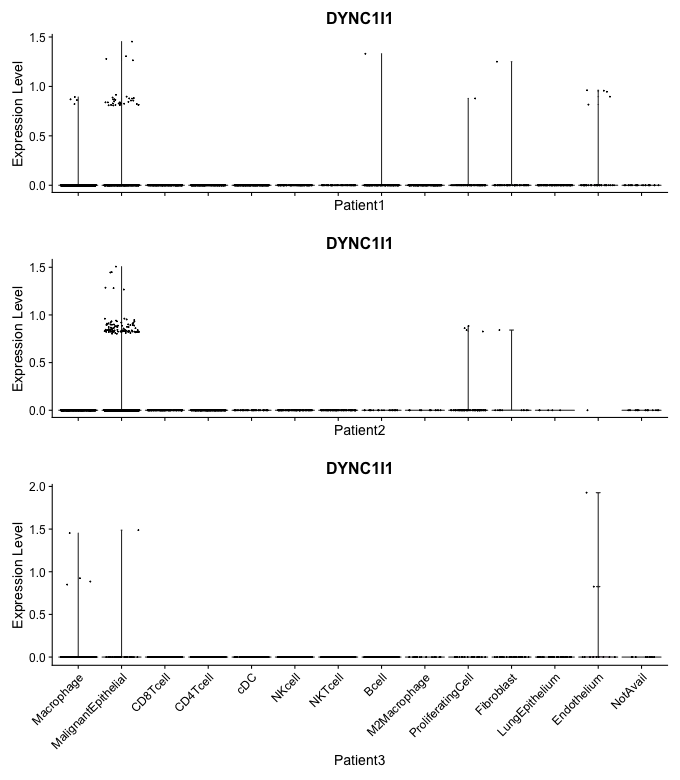 DYNC1I1
Expression Level
1.5
1.0
0.5
0.0
Patient1
DYNC1I1
Expression Level
1.5
1.0
0.5
0.0
Patient2
DYNC1I1
Expression Level
2.0
1.5
1.0
0.5
0.0
Macrophage
MalignantEpithelial
CD8Tcell
CD4Tcell
cDC
NKcell
NKTcell
Bcell
M2Macrophage
ProliferatingCell
Fibroblast
LungEpithelium
Endothelium
NotAvail
Patient3